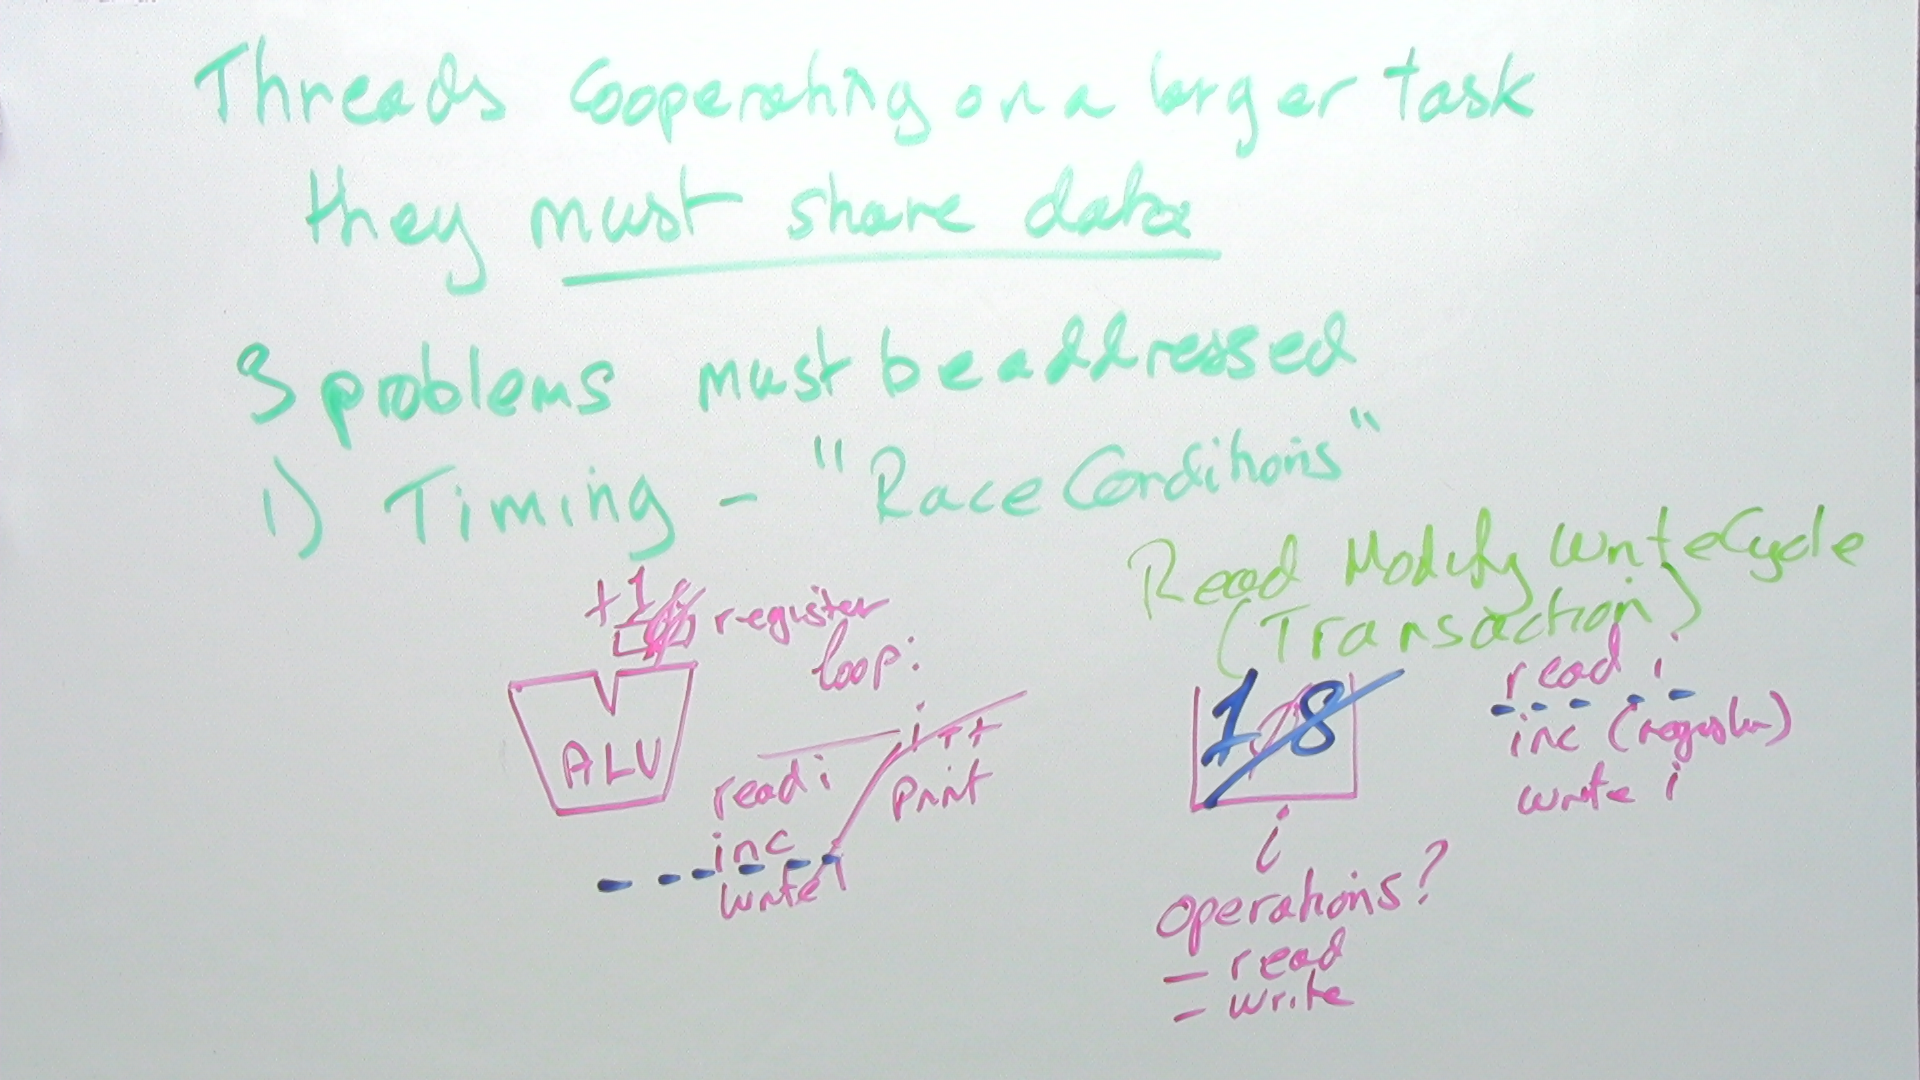 Threads cooperating on a larger task
they must share data
3 problems must be addressed
1) Timing - "Race Conditions"
Read Modify Write Cycle
(Transaction)
+1
register
loop:
i++
print
ALU
read i
inc
write
1 8
i
operations?
- read
- write
read i
inc (register)
write i